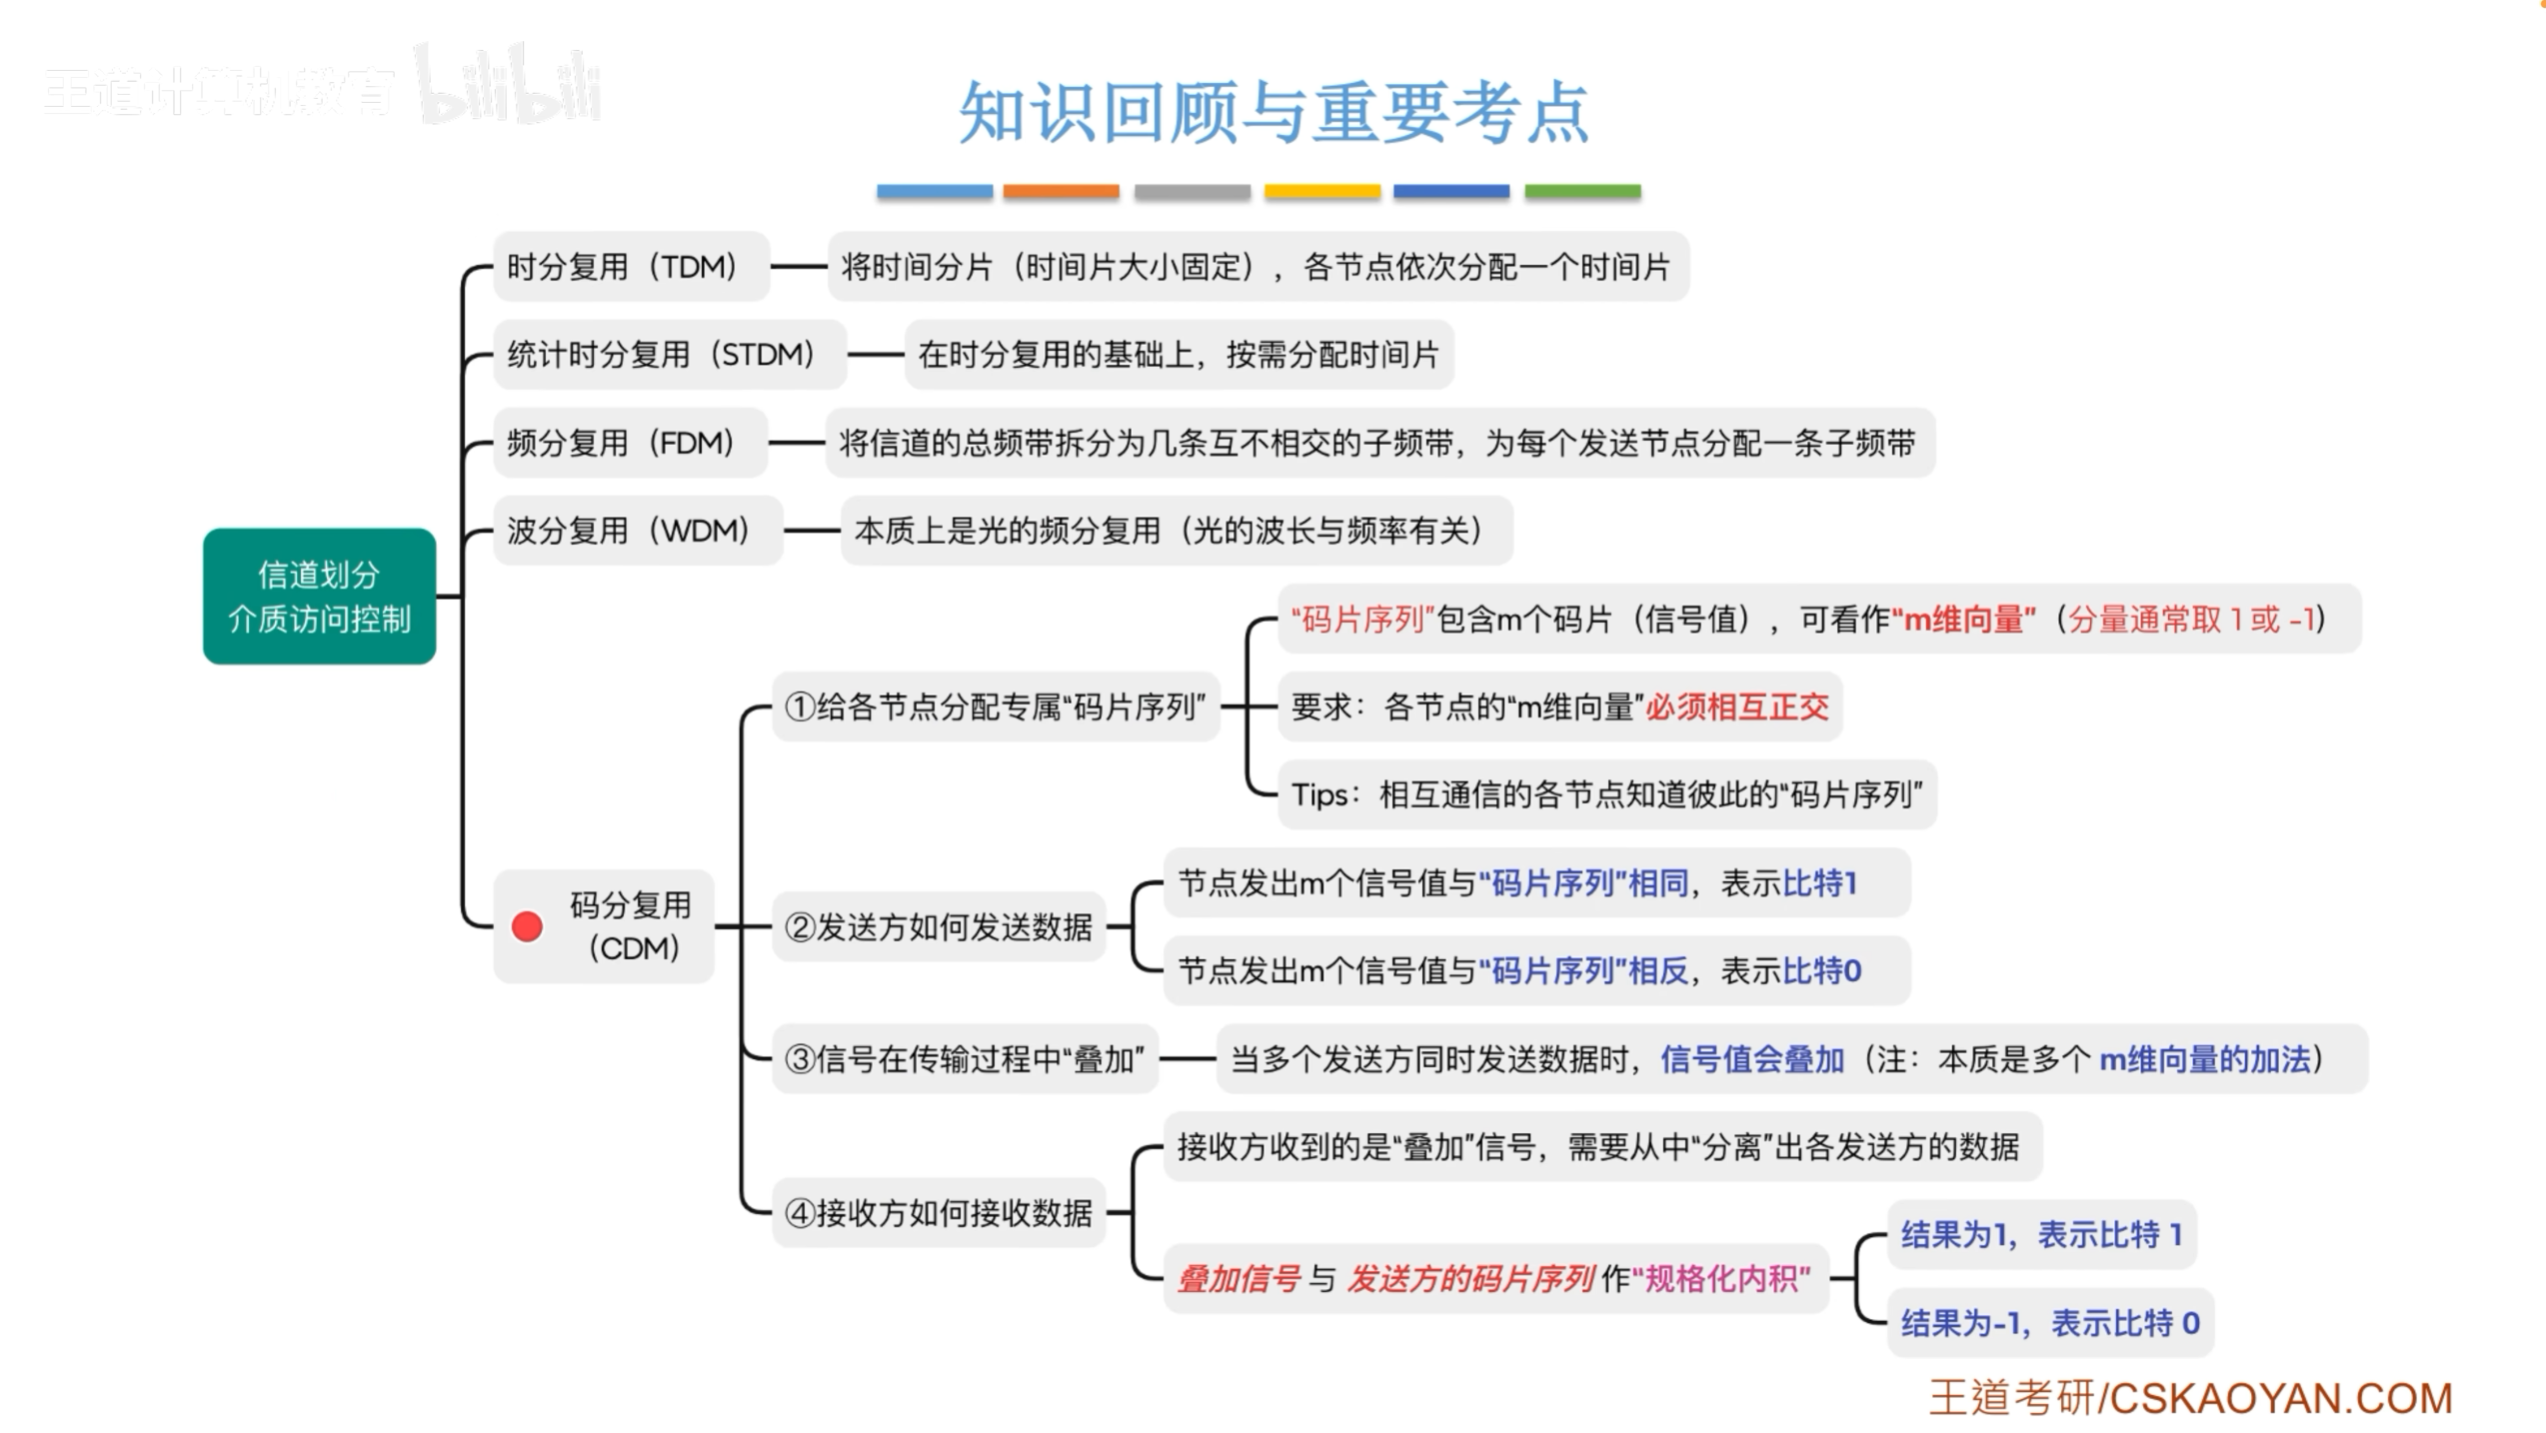 王道计算机教育 bilibili
知识回顾与重要考点
时分复用（TDM）
将时间分片（时间片大小固定），各节点依次分配一个时间片
统计时分复用（STDM）
在时分复用的基础上，按需分配时间片
频分复用（FDM）
将信道的总频带拆分为几条互不相交的子频带，为每个发送节点分配一条子频带
波分复用（WDM）
本质上是光的频分复用（光的波长与频率有关）
信道划分
介质访问控制
“码片序列”包含m个码片（信号值），可看作“m维向量”（分量通常取 1 或 -1）
①给各节点分配专属“码片序列”
要求：各节点的“m维向量”必须相互正交
Tips：相互通信的各节点知道彼此的“码片序列”
码分复用
（CDM）
节点发出m个信号值与“码片序列”相同，表示比特1
②发送方如何发送数据
节点发出m个信号值与“码片序列”相反，表示比特0
③信号在传输过程中“叠加”
当多个发送方同时发送数据时，信号值会叠加（注：本质是多个 m维向量的加法）
接收方收到的是“叠加”信号，需要从中“分离”出各发送方的数据
④接收方如何接收数据
叠加信号 与 发送方的码片序列 作“规格化内积”
结果为1，表示比特 1
结果为-1，表示比特 0
王道考研/CSKAOYAN.COM